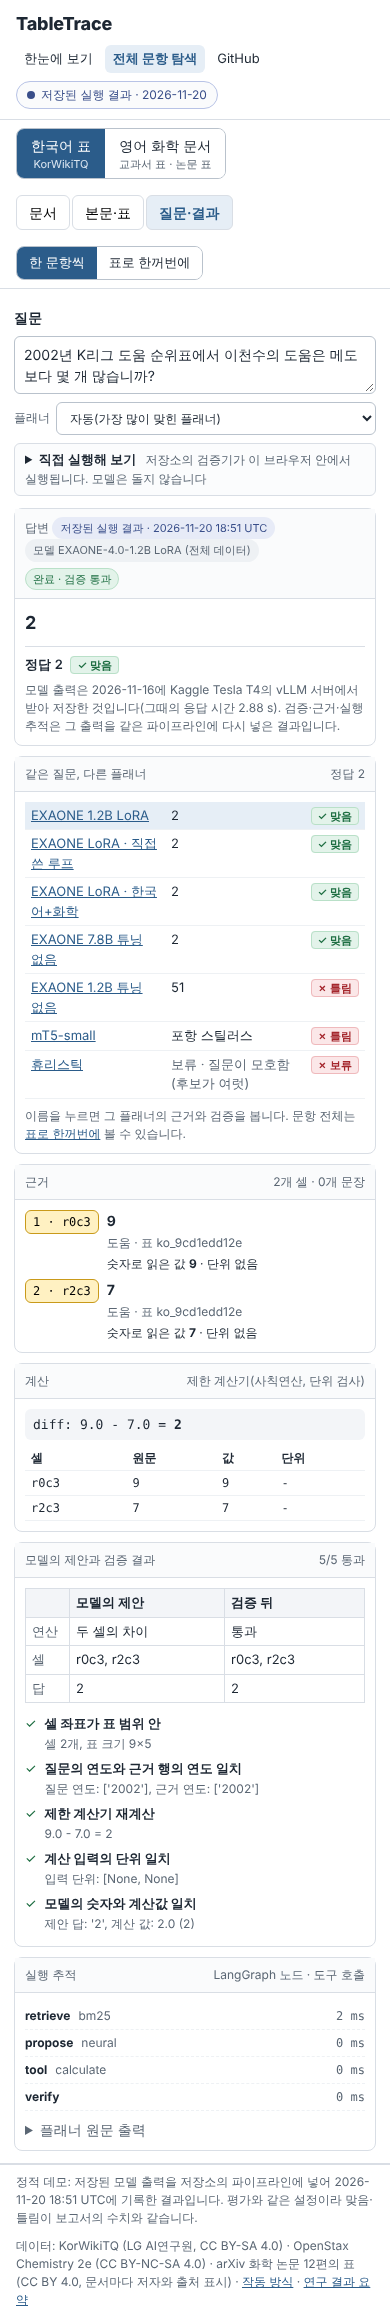 TableTrace
한눈에 보기 전체 문항 탐색 GitHub
저장된 실행 결과 · 2026-11-20
한국어 표 영어 화학 문서
KorWikiTQ 교과서 표 · 논문 표
문서 본문·표 질문·결과
한 문항씩 표로 한꺼번에
질문
2002년 K리그 도움 순위표에서 이천수의 도움은 메도
보다 몇 개 많습니까?
플래너 자동(가장 많이 맞힌 플래너)
▶ 직접 실행해 보기 저장소의 검증기가 이 브라우저 안에서
실행됩니다. 모델은 돌지 않습니다
답변 저장된 실행 결과 · 2026-11-20 18:51 UTC
모델 EXAONE-4.0-1.2B LoRA (전체 데이터)
완료 · 검증 통과
2
정답 2 ✓ 맞음
모델 출력은 2026-11-16에 Kaggle Tesla T4의 vLLM 서버에서
받아 저장한 것입니다(그때의 응답 시간 2.88 s). 검증·근거·실행
추적은 그 출력을 같은 파이프라인에 다시 넣은 결과입니다.
같은 질문, 다른 플래너 정답 2
EXAONE 1.2B LoRA 2 ✓ 맞음
EXAONE LoRA · 직접 2 ✓ 맞음
쓴 루프
EXAONE LoRA · 한국 2 ✓ 맞음
어+화학
EXAONE 7.8B 튜닝 2 ✓ 맞음
없음
EXAONE 1.2B 튜닝 51 × 틀림
없음
mT5-small 포항 스틸러스 × 틀림
휴리스틱 보류 · 질문이 모호함 × 보류
(후보가 여럿)
이름을 누르면 그 플래너의 근거와 검증을 봅니다. 문항 전체는
표로 한꺼번에 볼 수 있습니다.
근거 2개 셀 · 0개 문장
1 · r0c3 9
도움 · 표 ko_9cd1edd12e
숫자로 읽은 값 9 · 단위 없음
2 · r2c3 7
도움 · 표 ko_9cd1edd12e
숫자로 읽은 값 7 · 단위 없음
계산 제한 계산기(사칙연산, 단위 검사)
diff: 9.0 - 7.0 = 2
셀 원문 값 단위
r0c3 9 9 -
r2c3 7 7 -
모델의 제안과 검증 결과 5/5 통과
모델의 제안 검증 뒤
연산 두 셀의 차이 통과
셀 r0c3, r2c3 r0c3, r2c3
답 2 2
✓ 셀 좌표가 표 범위 안
셀 2개, 표 크기 9×5
✓ 질문의 연도와 근거 행의 연도 일치
질문 연도: ['2002'], 근거 연도: ['2002']
✓ 제한 계산기 재계산
9.0 - 7.0 = 2
✓ 계산 입력의 단위 일치
입력 단위: [None, None]
✓ 모델의 숫자와 계산값 일치
제안 답: '2', 계산 값: 2.0 (2)
실행 추적 LangGraph 노드 · 도구 호출
retrieve bm25 2 ms
propose neural 0 ms
tool calculate 0 ms
verify 0 ms
▶ 플래너 원문 출력
정적 데모: 저장된 모델 출력을 저장소의 파이프라인에 넣어 2026-
11-20 18:51 UTC에 기록한 결과입니다. 평가와 같은 설정이라 맞음·
틀림이 보고서의 수치와 같습니다.
데이터: KorWikiTQ (LG AI연구원, CC BY-SA 4.0) · OpenStax
Chemistry 2e (CC BY-NC-SA 4.0) · arXiv 화학 논문 12편의 표
(CC BY 4.0, 문서마다 저자와 출처 표시) · 작동 방식 · 연구 결과 요
약